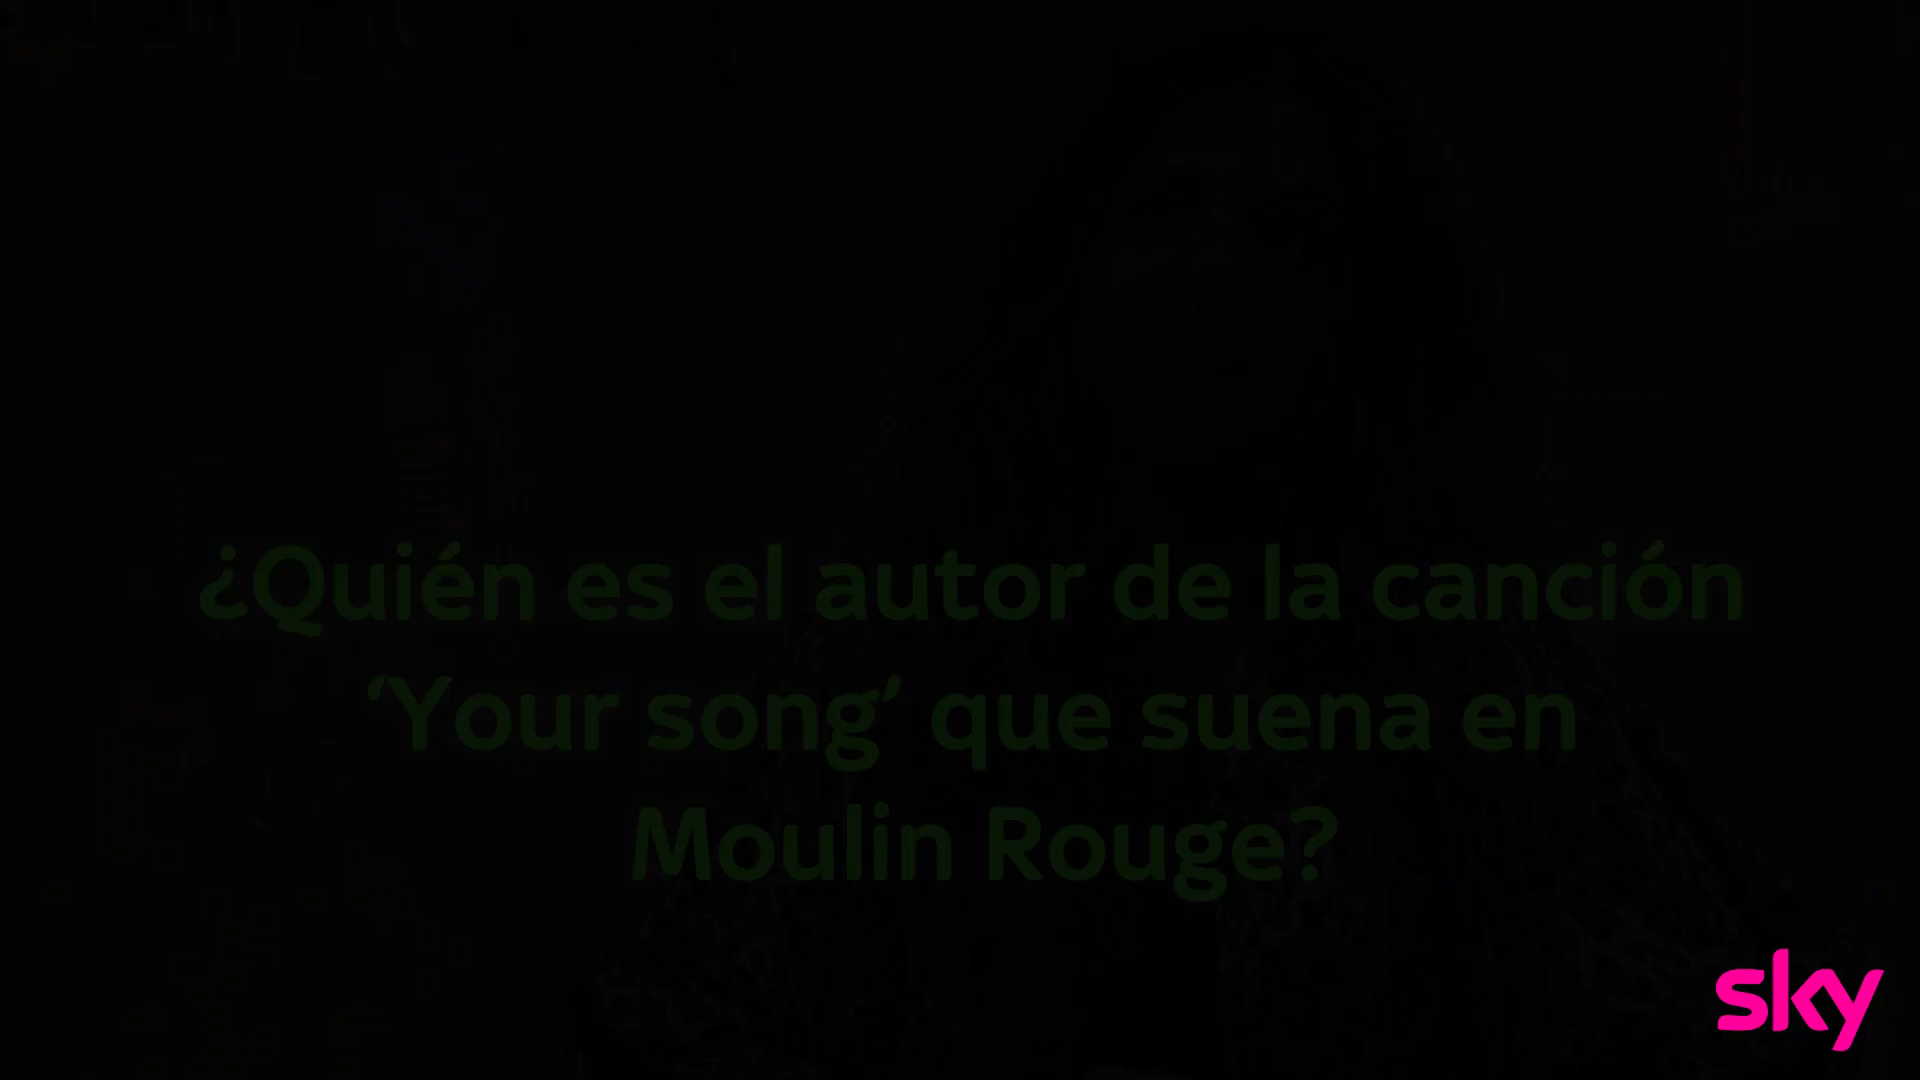 ¿Quién es el autor de la canción
‘Your song’ que suena en
Moulin Rouge?
sky